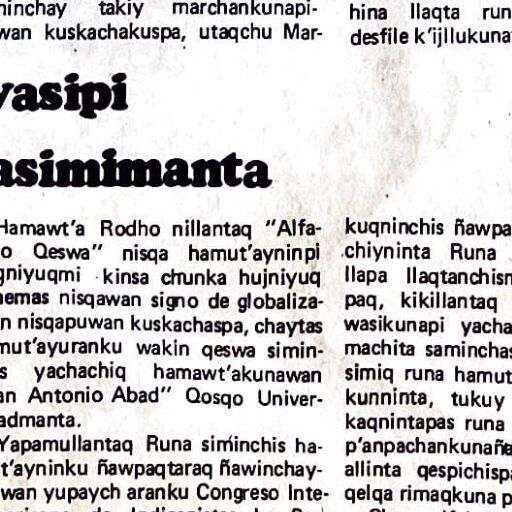 ninchay takiy marchankunapi-
wan kuskachakuspa, utaqchu Mar-
yasipi
asimimanta
Hamawt'a Rodho nillantaq "Alfa-
o Qeswa" nisqa hamut'ayninpi
gniyuqmi kinsa chunka hujniyuq
nemas nisqawan signo de globaliza-
n nisqapuwan kuskachaspa, chaytas
mut'ayuranku wakin qeswa simin-
s yachachiq hamawt'akunawan
an Antonio Abad" Qosqo Univer-
admanta.
Yapamullantaq Runa siminchis ha-
t'ayninku ñawpaqtaraq ñawinchay-
wan yupaych aranku Congreso Inte-
hina llaqta run
desfile k'ijllukuna
kuqninchis ñawpa
chiyninta Runa
llapa llaqtanchism
paq, kikillantaq
wasikunapi yacha
machita saminchas
simiq runa hamut
kunninta, tukuy
kaqnintapas runa
p'anpachankunañe
allinta qespichispa
qelqa rimaqkuna p